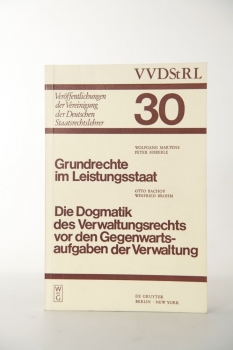 VVDStRL
Veröffentlichungen
der Vereinigung
der Deutschen
Staatsrechtslehrer
30
WOLFGANG MARTENS
PETER HÄBERLE
Grundrechte
im Leistungsstaat
OTTO BACHOF
WINFRIED BROHM
Die Dogmatik
des Verwaltungsrechts
vor den Gegenwarts-
aufgaben der Verwaltung
W
DE
G
DE GRUYTER
BERLIN · NEW YORK